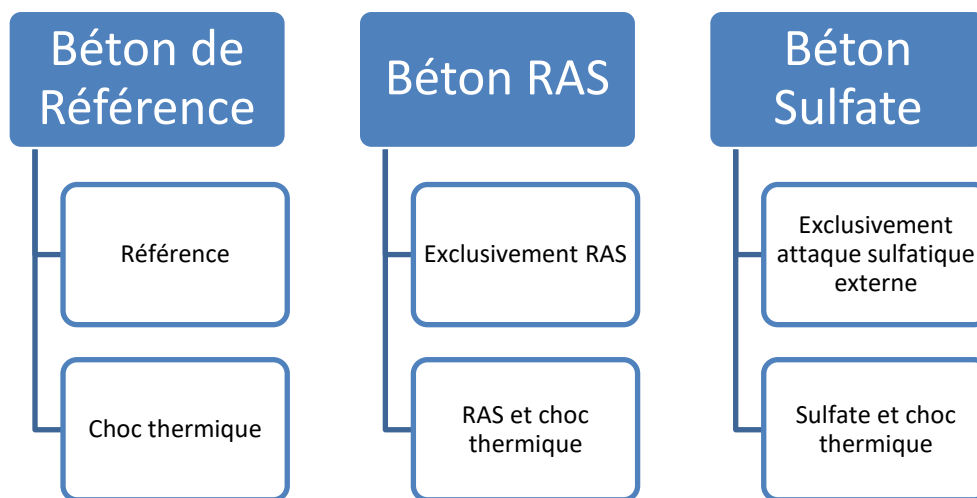 Béton de
Référence
Référence
Choc thermique
Béton RAS
Exclusivement RAS
RAS et choc
thermique
Béton
Sulfate
Exclusivement
attaque sulfatique
externe
Sulfate et choc
thermique